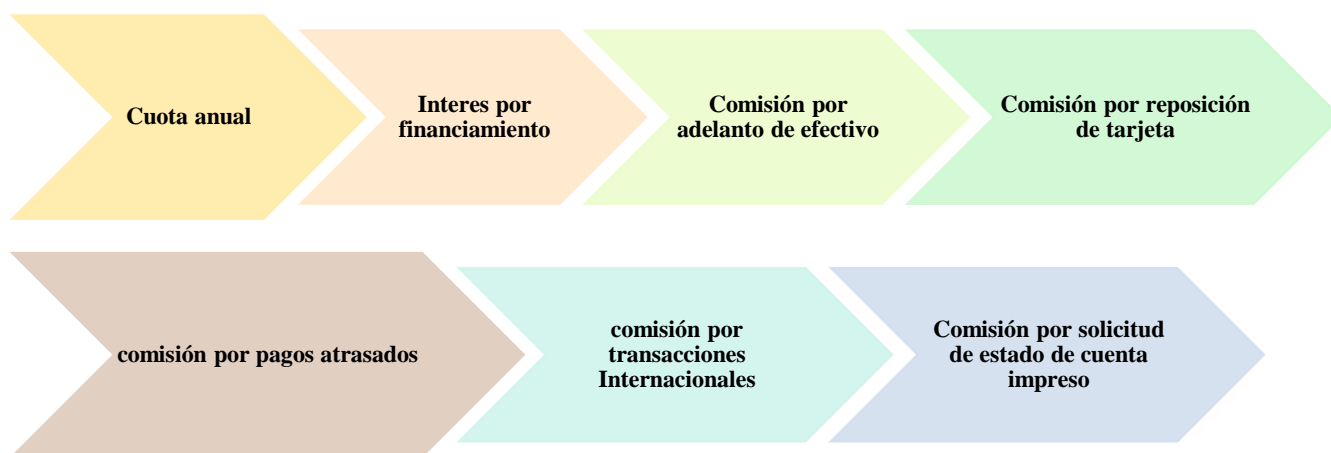 Cuota anual
Interes por
financiamiento
Comisión por
adelanto de efectivo
Comisión por reposición
de tarjeta
comisión por pagos atrasados
comisión por
transacciones
Internacionales
Comisión por solicitud
de estado de cuenta
impreso